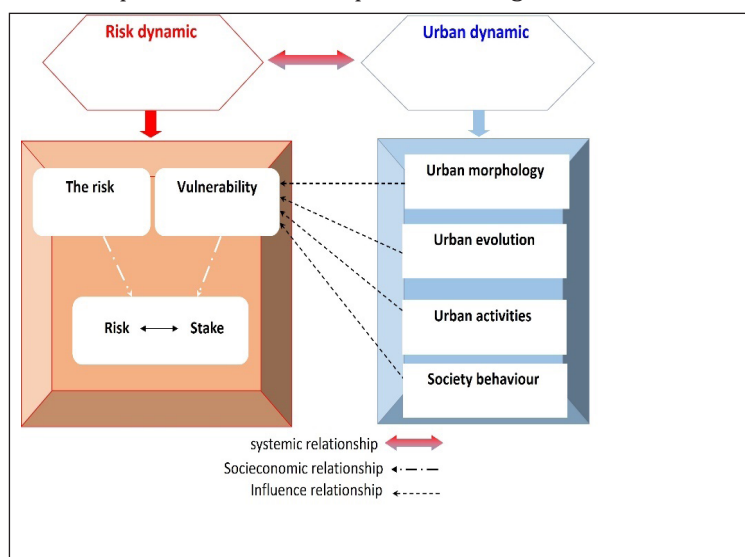 Risk dynamic
Urban dynamic
The risk
Vulnerability
Risk
Stake
Urban morphology
Urban evolution
Urban activities
Society behaviour
systemic relationship
Socieconomic relationship
Influence relationship